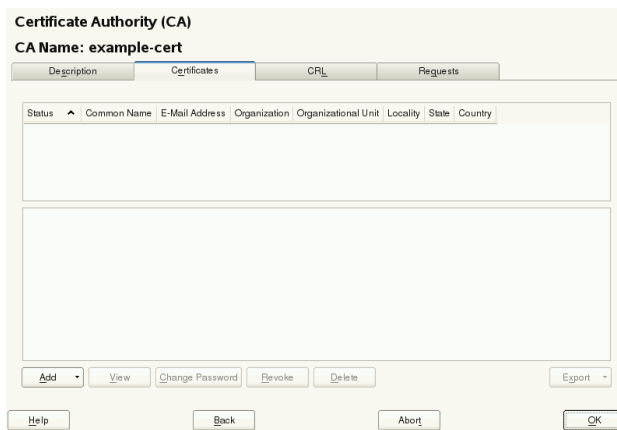 Certificate Authority (CA)
CA Name: example-cert
Description Certificates CRL Requests
Status Common Name E-Mail Address Organization Organizational Unit Locality State Country
Add View Change Password Revoke Delete Export
Help Back Abort OK